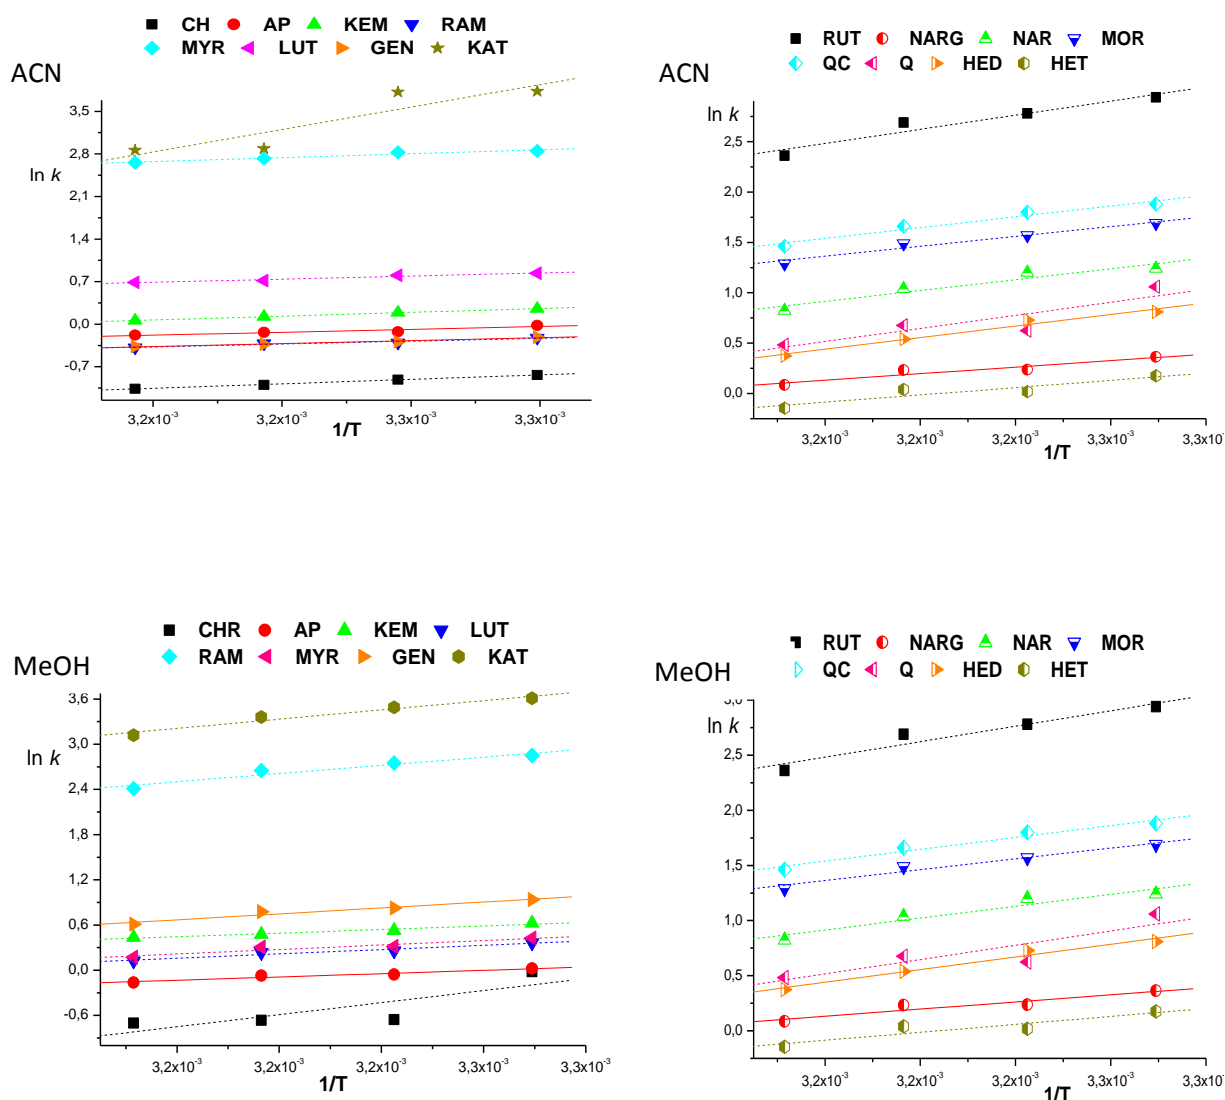 CH AP KEM RAM
MYR LUT GEN KAT
ACN
ln k
3,5
2,8
2,1
1,4
0,7
0,0
-0,7
3,2x10⁻³ 3,2x10⁻³ 3,3x10⁻³ 3,3x10⁻³
1/T
RUT NARG NAR MOR
QC Q HED HET
ACN
ln k
2,5
2,0
1,5
1,0
0,5
0,0
3,2x10⁻³ 3,2x10⁻³ 3,2x10⁻³ 3,3x10⁻³ 3,3x10⁻
1/T
CHR AP KEM LUT
RAM MYR GEN KAT
MeOH
ln k
3,6
3,0
2,4
1,8
1,2
0,6
0,0
-0,6
3,2x10⁻³ 3,2x10⁻³ 3,2x10⁻³ 3,3x10⁻³ 3,3x10⁻³
1/T
RUT NARG NAR MOR
QC Q HED HET
MeOH
ln k
3,0
2,5
2,0
1,5
1,0
0,5
0,0
3,2x10⁻³ 3,2x10⁻³ 3,2x10⁻³ 3,3x10⁻³ 3,3x10⁻
1/T